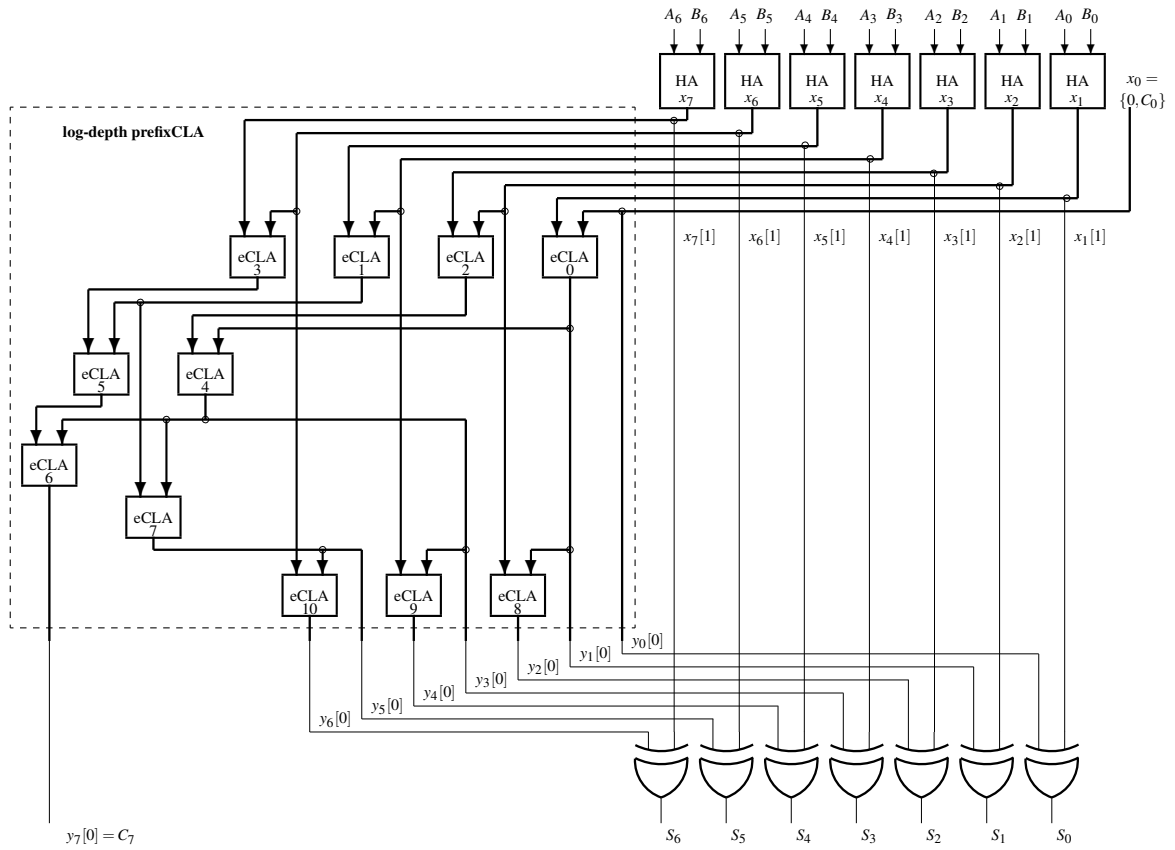 A₆ B₆ A₅ B₅ A₄ B₄ A₃ B₃ A₂ B₂ A₁ B₁ A₀ B₀
HA HA HA HA HA HA HA x₀ =
x₇ x₆ x₅ x₄ x₃ x₂ x₁ {0,C₀}
log-depth prefixCLA
x₇[1] x₆[1] x₅[1] x₄[1] x₃[1] x₂[1] x₁[1]
eCLA eCLA eCLA eCLA
3 1 2 0
eCLA eCLA
5 4
eCLA
6
eCLA
7
eCLA eCLA eCLA
10 9 8
y₀[0]
y₁[0]
y₂[0]
y₃[0]
y₄[0]
y₅[0]
y₆[0]
y₇[0] = C₇ S₆ S₅ S₄ S₃ S₂ S₁ S₀